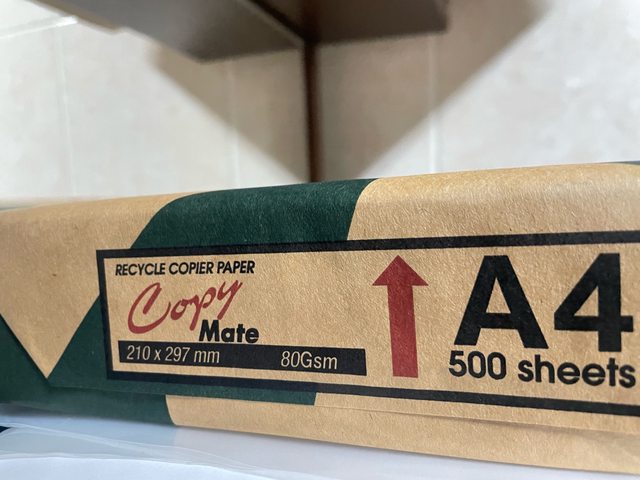 RECYCLE COPIER PAPER
Copy
Mate
210 x 297 mm 80Gsm
A4
500 sheets